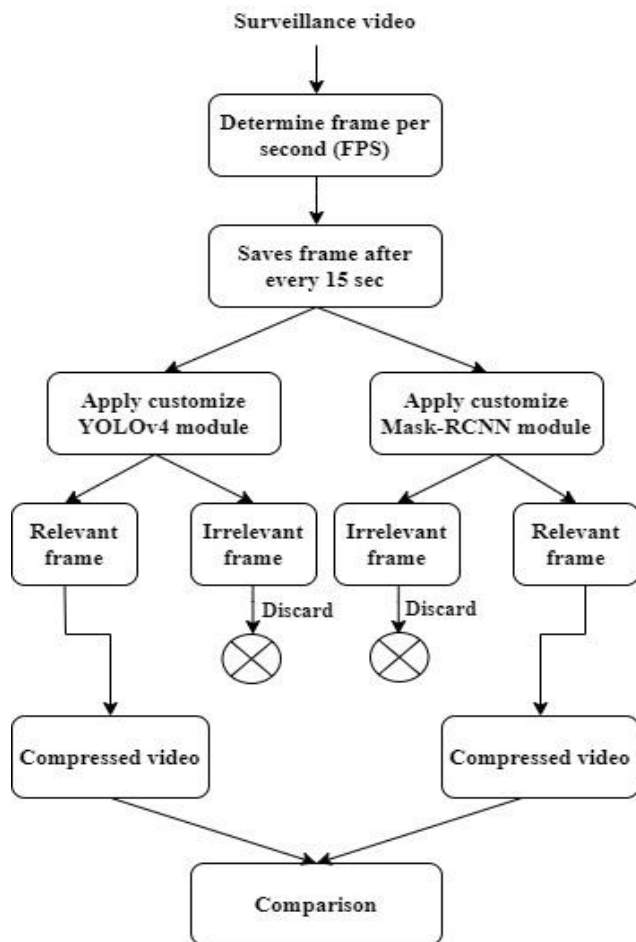 Surveillance video
Determine frame per
second (FPS)
Saves frame after
every 15 sec
Apply customize
YOLOv4 module
Apply customize
Mask-RCNN module
Relevant
frame
Irrelevant
frame
Irrelevant
frame
Relevant
frame
Discard
Discard
Compressed video
Compressed video
Comparison